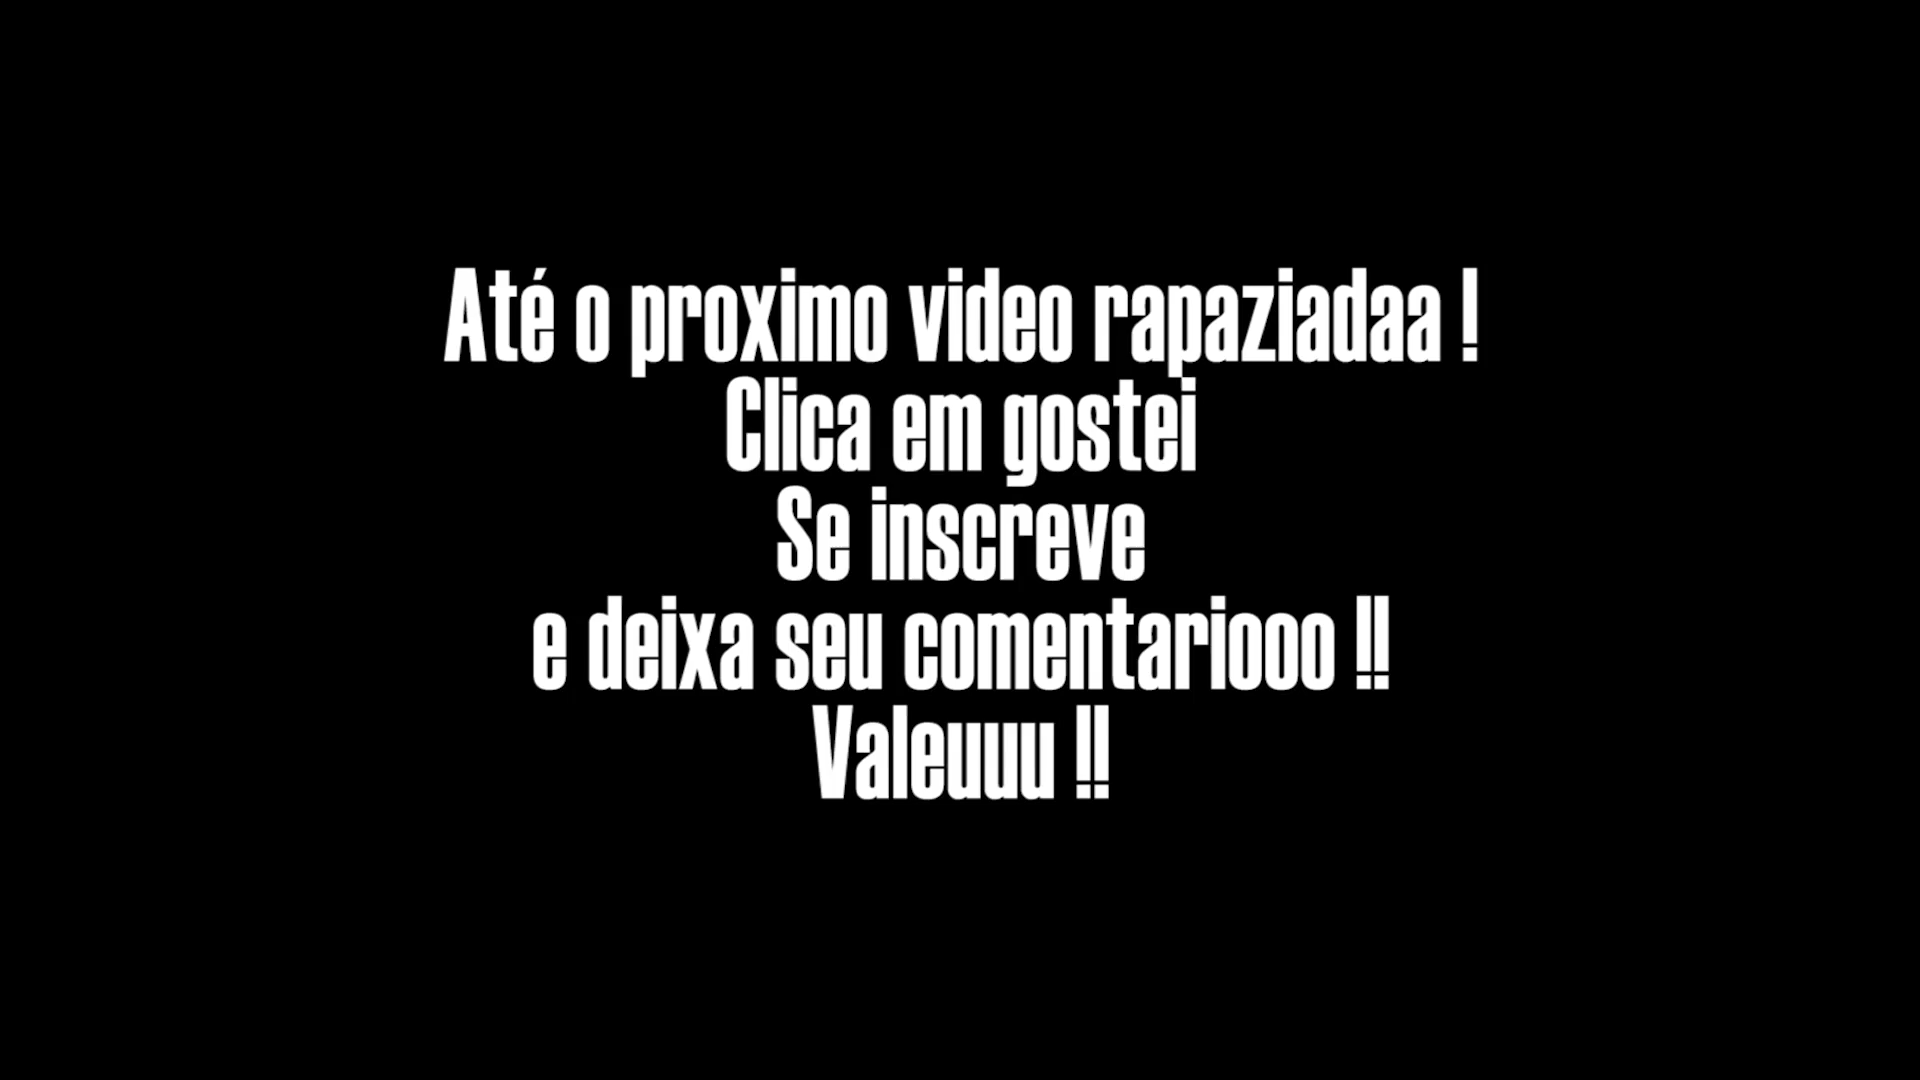 Até o proximo video rapaziadaa !
Clica em gostei
Se inscreve
e deixa seu comentariooo !!
Valeuuu !!